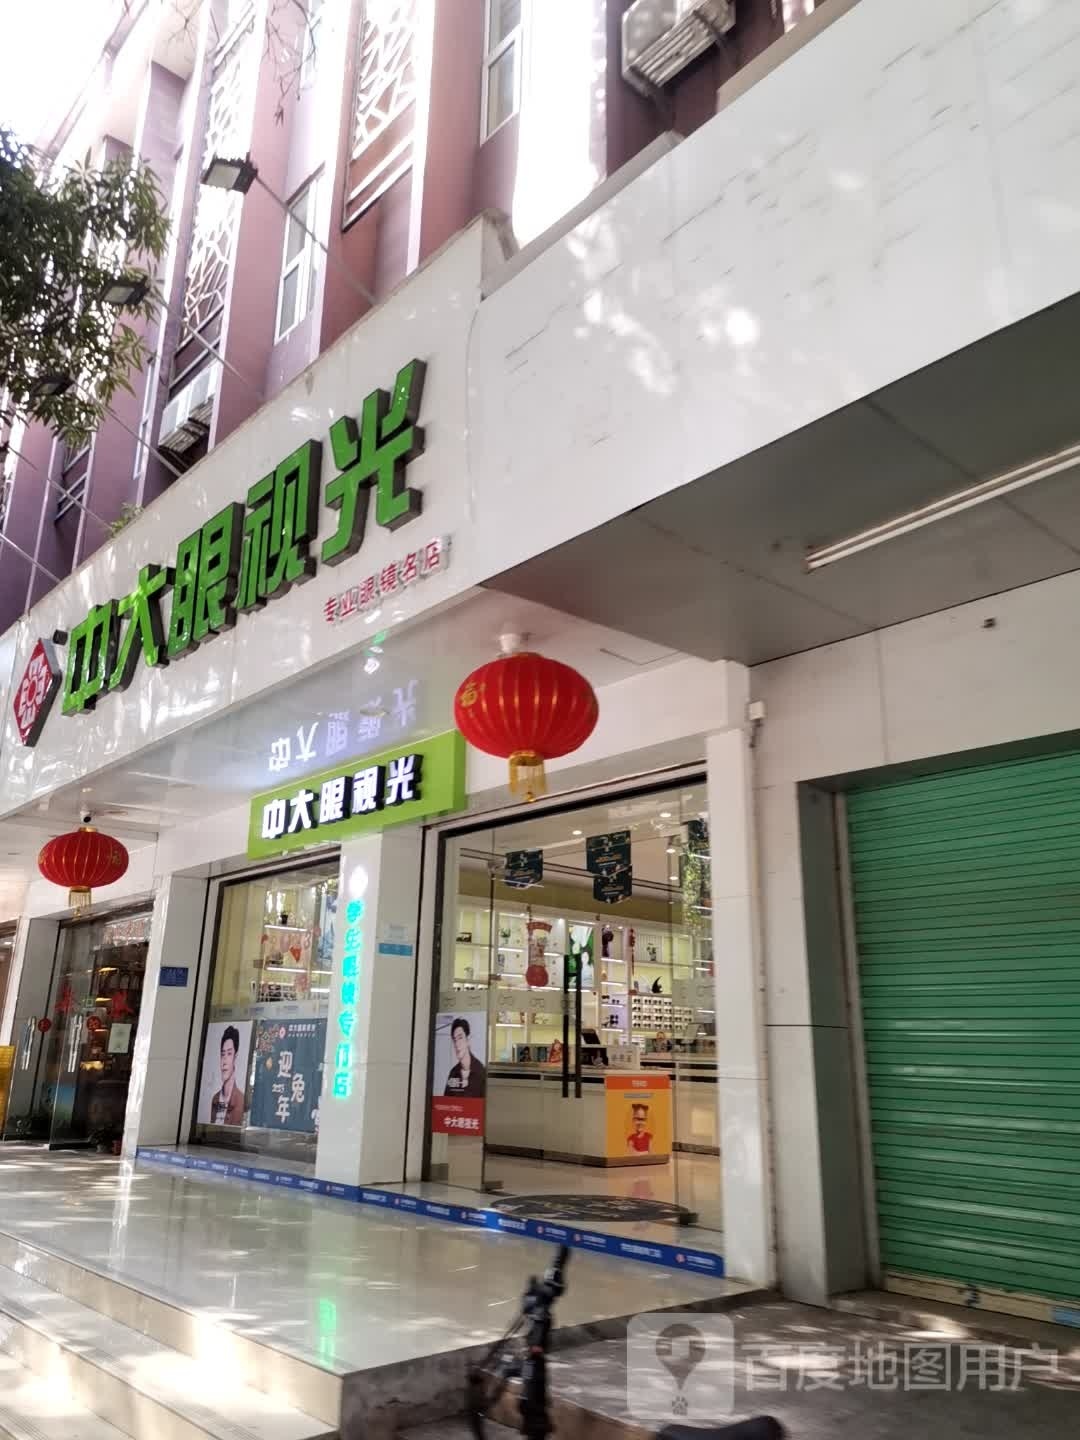 中大眼视光
专业眼镜名店
中大眼视光
学生眼镜专门店
迎兔年
2023
中大眼视光
百度地图用户